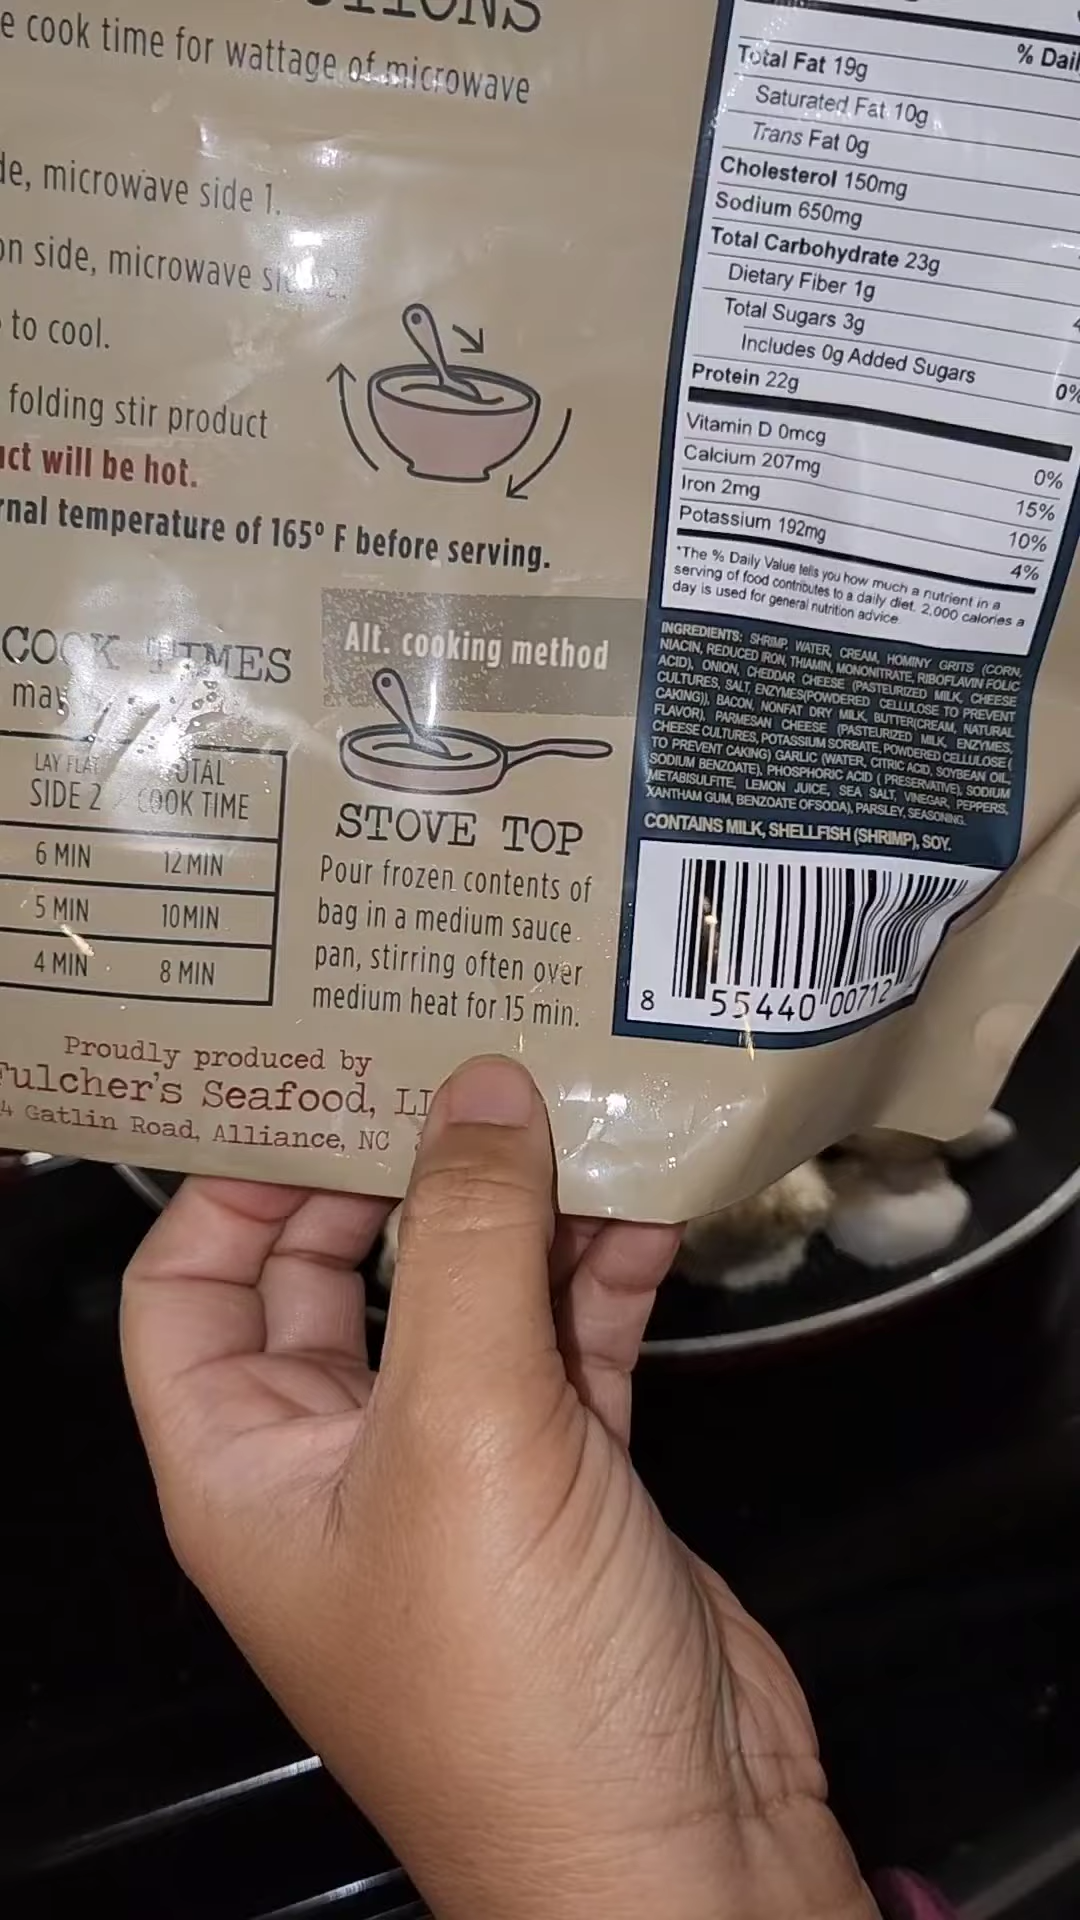 e cook time for wattage of microwave
de, microwave side 1.
on side, microwave
to cool.
folding stir product
uct will be hot.
rnal temperature of 165° F before serving.
COOK TIMES
may
LAY FLAT
SIDE 2
TOTAL
COOK TIME
6 MIN 12 MIN
5 MIN 10MIN
4 MIN 8 MIN
Alt. cooking method
STOVE TOP
Pour frozen contents of
bag in a medium sauce
pan, stirring often over
medium heat for 15 min.
Proudly produced by
Fulcher's Seafood,
4 Gatlin Road, Alliance, NC
% Dail
Total Fat 19g
Saturated Fat 10g
Trans Fat 0g
Cholesterol 150mg
Sodium 650mg
Total Carbohydrate 23g
Dietary Fiber 1g
Total Sugars 3g
Includes 0g Added Sugars 0%
Protein 22g
Vitamin D 0mcg 0%
Calcium 207mg 15%
Iron 2mg 10%
Potassium 192mg 4%
*The % Daily Value tells you how much a nutrient in a
serving of food contributes to a daily diet. 2,000 calories a
day is used for general nutrition advice.
INGREDIENTS: SHRIMP, WATER, CREAM, HOMINY GRITS (CORN,
NIACIN, REDUCED IRON, THIAMIN, MONONITRATE, RIBOFLAVIN FOLIC
ACID), ONION, CHEDDAR CHEESE (PASTEURIZED MILK, CHEESE
CULTURES, SALT, ENZYMES(POWDERED CELLULOSE TO PREVENT
CAKING)), BACON, NONFAT DRY MILK, BUTTER(CREAM, NATURAL
FLAVOR), PARMESAN CHEESE (PASTEURIZED MILK, ENZYMES,
CHEESE CULTURES, POTASSIUM SORBATE, POWDERED CELLULOSE (
TO PREVENT CAKING) GARLIC (WATER, CITRIC ACID, SOYBEAN OIL,
SODIUM BENZOATE), PHOSPHORIC ACID ( PRESERVATIVE), SODIUM
METABISULFITE, LEMON JUICE, SEA SALT, VINEGAR, PEPPERS,
XANTHAM GUM, BENZOATE OFSODA), PARSLEY, SEASONING.
CONTAINS MILK, SHELLFISH (SHRIMP), SOY.
8 55440 00712